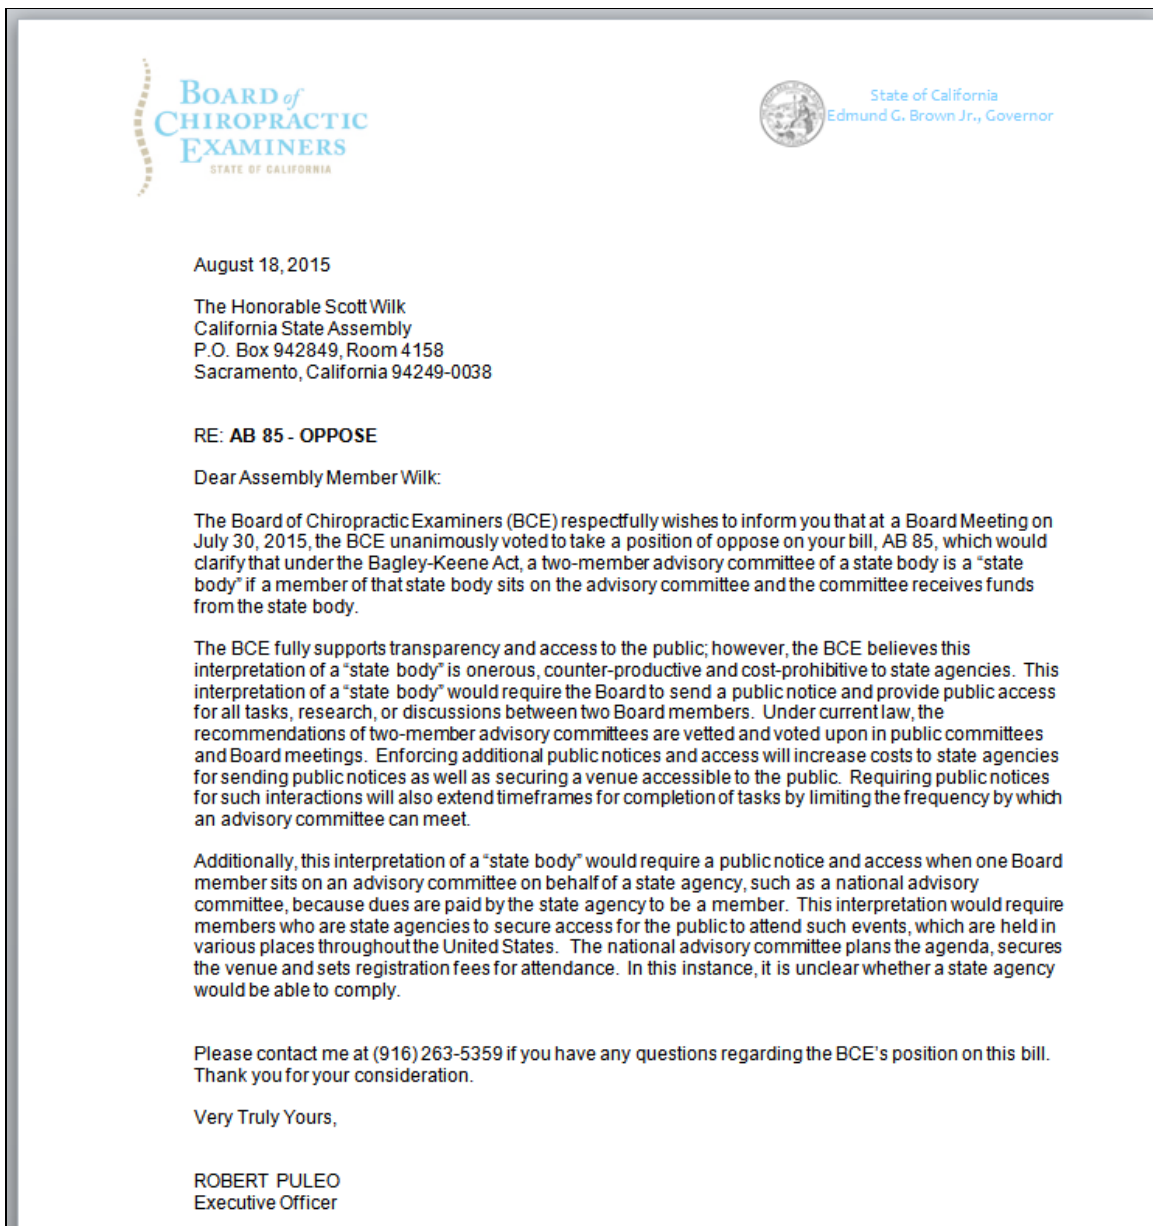 BOARD of
CHIROPRACTIC
EXAMINERS
STATE OF CALIFORNIA
State of California
Edmund G. Brown Jr., Governor
August 18, 2015
The Honorable Scott Wilk
California State Assembly
P.O. Box 942849, Room 4158
Sacramento, California 94249-0038
RE: AB 85 - OPPOSE
Dear Assembly Member Wilk:
The Board of Chiropractic Examiners (BCE) respectfully wishes to inform you that at a Board Meeting on
July 30, 2015, the BCE unanimously voted to take a position of oppose on your bill, AB 85, which would
clarify that under the Bagley-Keene Act, a two-member advisory committee of a state body is a “state
body” if a member of that state body sits on the advisory committee and the committee receives funds
from the state body.
The BCE fully supports transparency and access to the public; however, the BCE believes this
interpretation of a “state body” is onerous, counter-productive and cost-prohibitive to state agencies. This
interpretation of a “state body” would require the Board to send a public notice and provide public access
for all tasks, research, or discussions between two Board members. Under current law, the
recommendations of two-member advisory committees are vetted and voted upon in public committees
and Board meetings. Enforcing additional public notices and access will increase costs to state agencies
for sending public notices as well as securing a venue accessible to the public. Requiring public notices
for such interactions will also extend timeframes for completion of tasks by limiting the frequency by which
an advisory committee can meet.
Additionally, this interpretation of a “state body” would require a public notice and access when one Board
member sits on an advisory committee on behalf of a state agency, such as a national advisory
committee, because dues are paid by the state agency to be a member. This interpretation would require
members who are state agencies to secure access for the public to attend such events, which are held in
various places throughout the United States. The national advisory committee plans the agenda, secures
the venue and sets registration fees for attendance. In this instance, it is unclear whether a state agency
would be able to comply.
Please contact me at (916) 263-5359 if you have any questions regarding the BCE’s position on this bill.
Thank you for your consideration.
Very Truly Yours,
ROBERT PULEO
Executive Officer